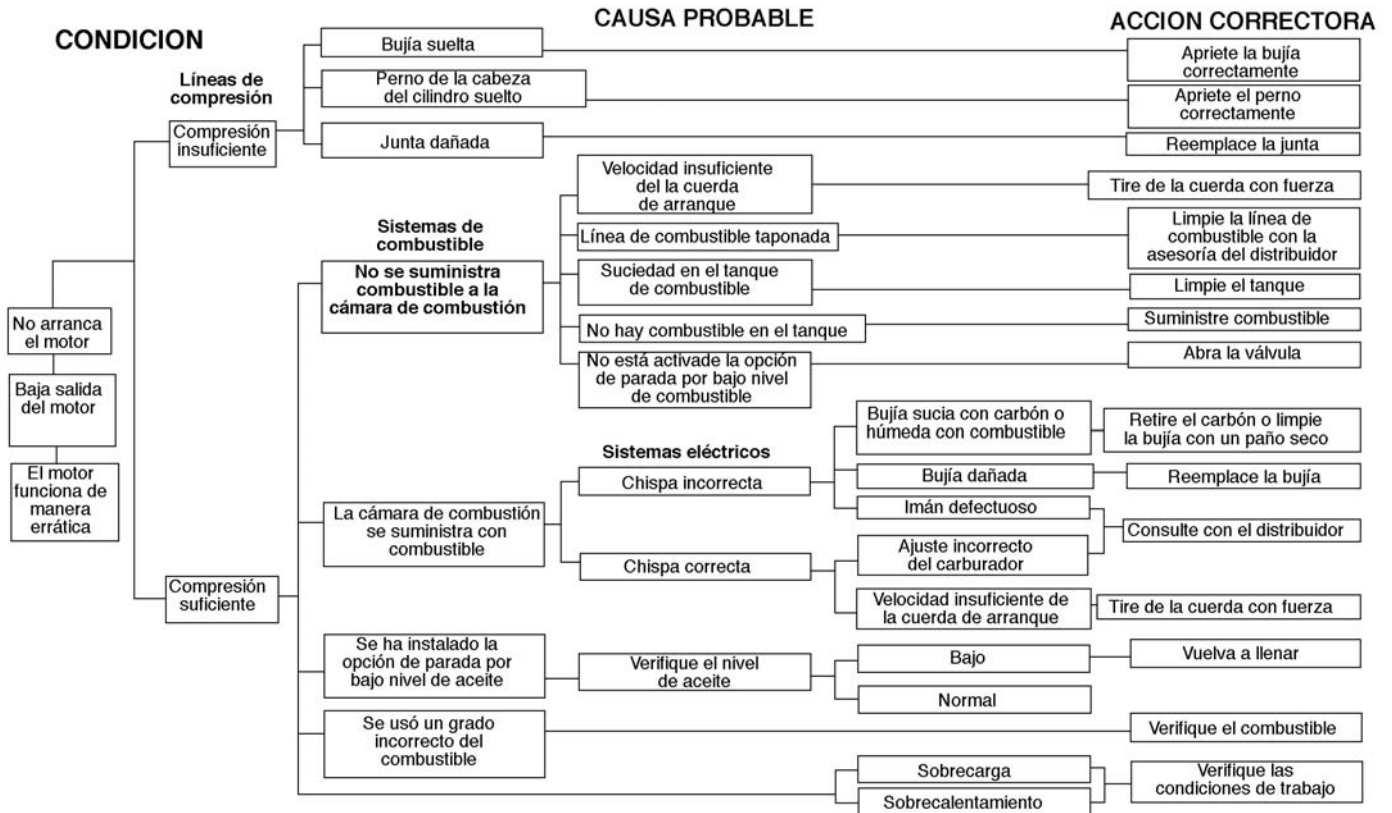 CONDICION
CAUSA PROBABLE
ACCION CORRECTORA
No arranca
el motor
Baja salida
del motor
El motor
funciona de
manera
errática
Líneas de
compresión
Compresión
insuficiente
Bujía suelta
Apriete la bujía
correctamente
Perno de la cabeza
del cilindro suelto
Apriete el perno
correctamente
Junta dañada
Reemplace la junta
Compresión
suficiente
Sistemas de
combustible
No se suministra
combustible a la
cámara de combustión
Velocidad insuficiente
del la cuerda
de arranque
Tire de la cuerda con fuerza
Línea de combustible taponada
Limpie la línea de
combustible con la
asesoría del distribuidor
Suciedad en el tanque
de combustible
Limpie el tanque
No hay combustible en el tanque
Suministre combustible
No está activade la opción
de parada por bajo nivel
de combustible
Abra la válvula
La cámara de combustión
se suministra con
combustible
Sistemas eléctricos
Chispa incorrecta
Bujía sucia con carbón o
húmeda con combustible
Retire el carbón o limpie
la bujía con un paño seco
Bujía dañada
Reemplace la bujía
Imán defectuoso
Consulte con el distribuidor
Chispa correcta
Ajuste incorrecto
del carburador
Velocidad insuficiente de
la cuerda de arranque
Tire de la cuerda con fuerza
Se ha instalado la
opción de parada por
bajo nivel de aceite
Verifique el nivel
de aceite
Bajo
Vuelva a llenar
Normal
Se usó un grado
incorrecto del
combustible
Verifique el combustible
Sobrecarga
Sobrecalentamiento
Verifique las
condiciones de trabajo